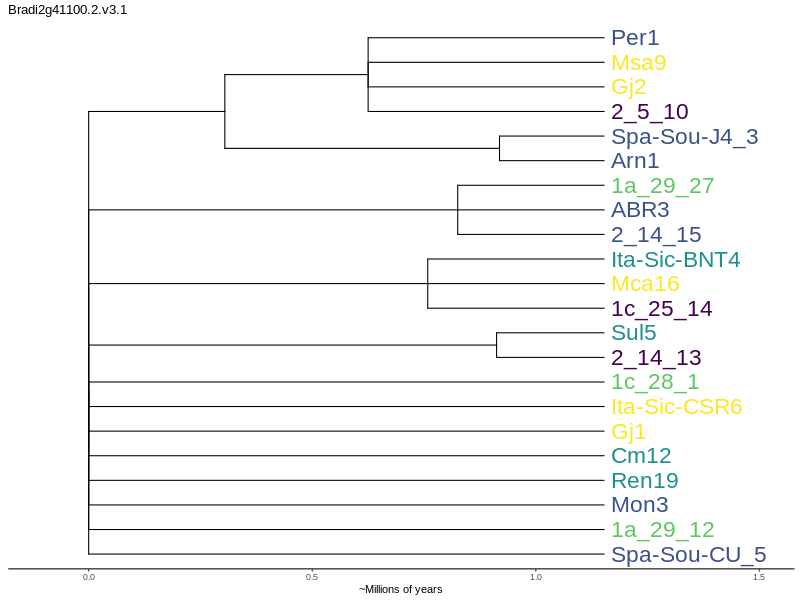 Bradi2g41100.2.v3.1
Per1
Msa9
Gj2
2_5_10
Spa-Sou-J4_3
Arn1
1a_29_27
ABR3
2_14_15
Ita-Sic-BNT4
Mca16
1c_25_14
Sul5
2_14_13
1c_28_1
Ita-Sic-CSR6
Gj1
Cm12
Ren19
Mon3
1a_29_12
Spa-Sou-CU_5
0.0 0.5 1.0 1.5
~Millions of years